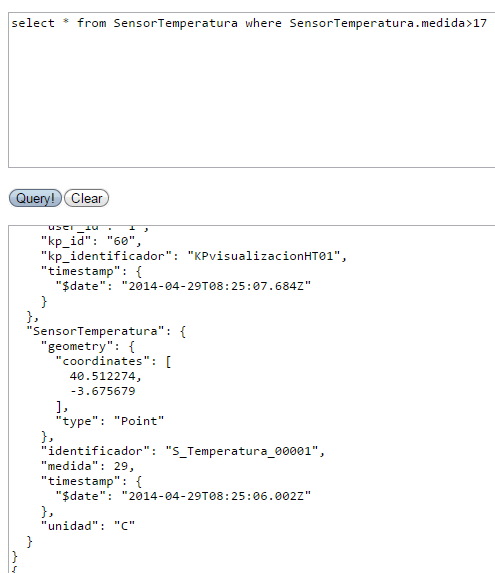 select * from SensorTemperatura where SensorTemperatura.medida>17
Query! Clear
"user_id": "1",
"kp_id": "60",
"kp_identificador": "KPvisualizacionHT01",
"timestamp": {
"$date": "2014-04-29T08:25:07.684Z"
}
},
"SensorTemperatura": {
"geometry": {
"coordinates": [
40.512274,
-3.675679
],
"type": "Point"
},
"identificador": "S_Temperatura_00001",
"medida": 29,
"timestamp": {
"$date": "2014-04-29T08:25:06.002Z"
},
"unidad": "C"
}
}
{